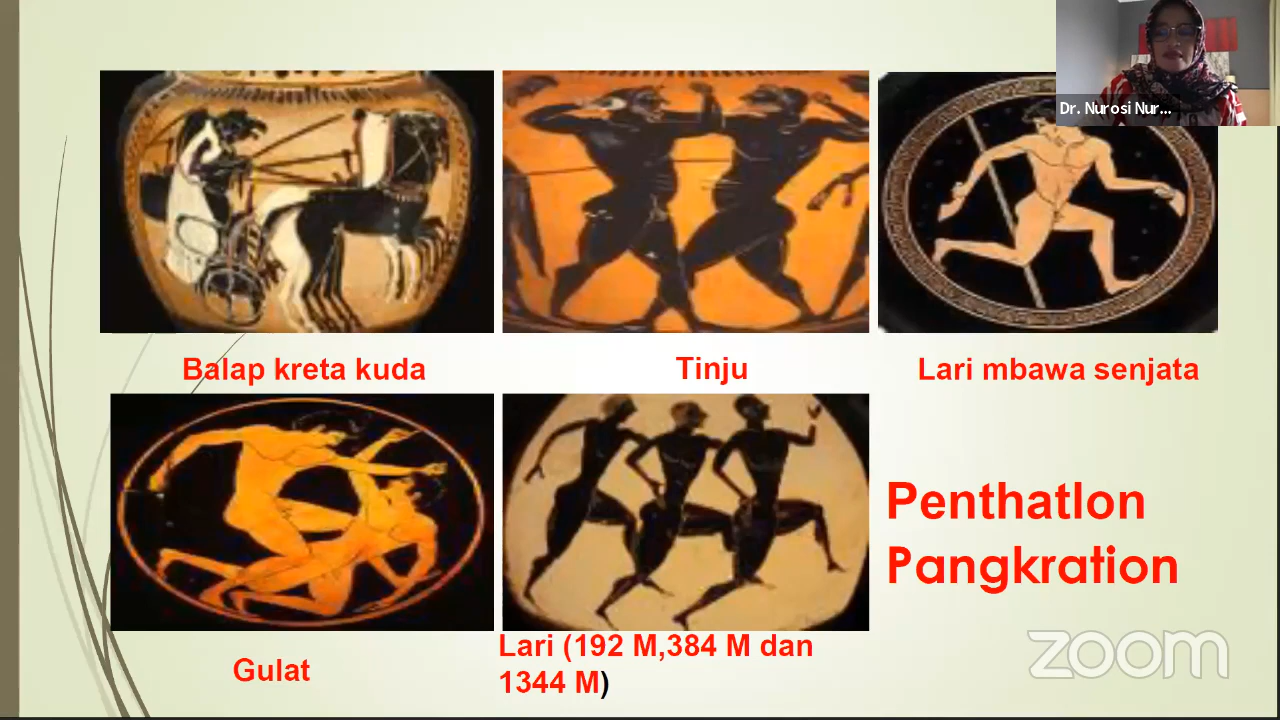 Dr. Nurosi Nur...
Balap kreta kuda
Tinju
Lari mbawa senjata
Gulat
Lari (192 M,384 M dan
1344 M)
Penthatlon
Pangkration
zoom